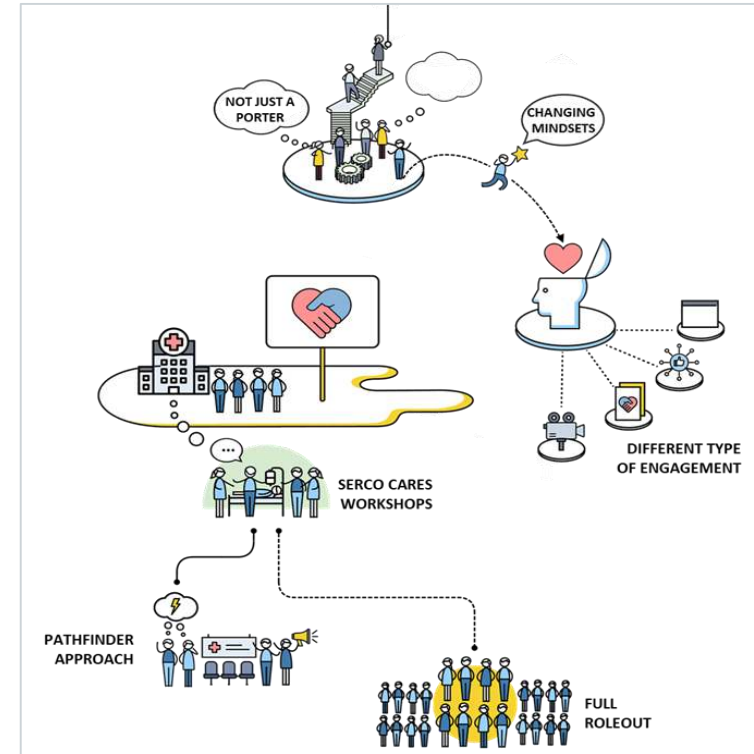 NOT JUST A
PORTER
CHANGING
MINDSETS
DIFFERENT TYPE
OF ENGAGEMENT
SERCO CARES
WORKSHOPS
PATHFINDER
APPROACH
FULL
ROLEOUT